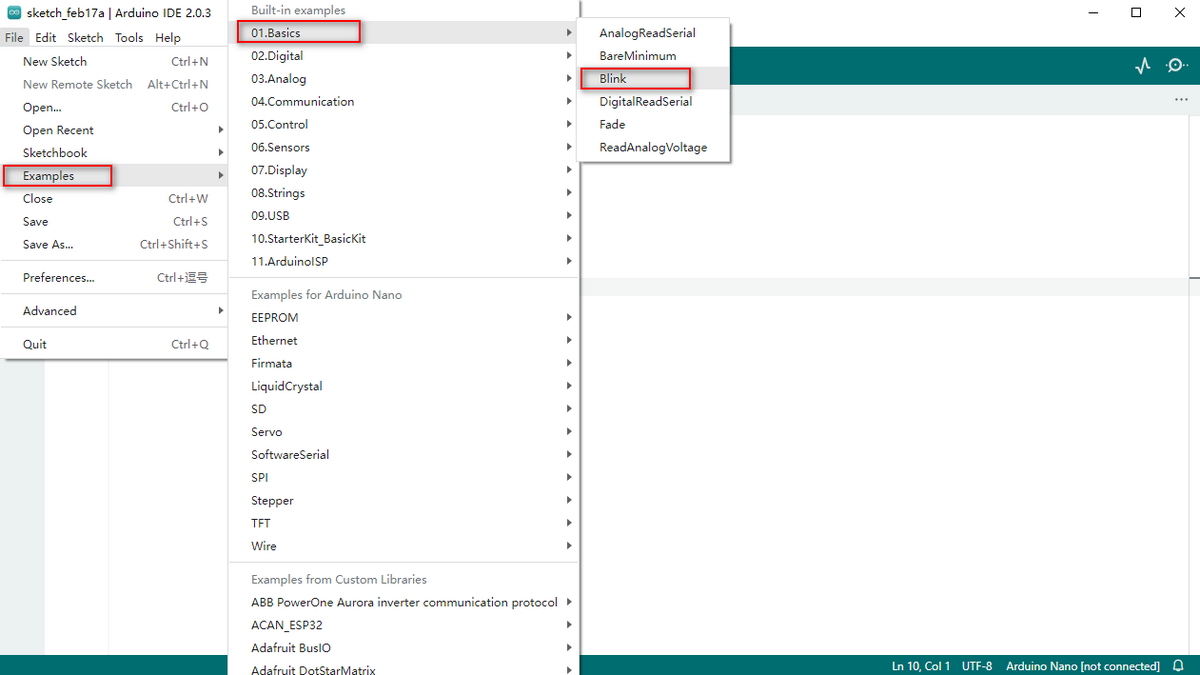 sketch_feb17a | Arduino IDE 2.0.3
File Edit Sketch Tools Help
New Sketch Ctrl+N
New Remote Sketch Alt+Ctrl+N
Open... Ctrl+O
Open Recent
Sketchbook
Examples
Close Ctrl+W
Save Ctrl+S
Save As... Ctrl+Shift+S
Preferences... Ctrl+逗号
Advanced
Quit Ctrl+Q
Built-in examples
01.Basics
02.Digital
03.Analog
04.Communication
05.Control
06.Sensors
07.Display
08.Strings
09.USB
10.StarterKit_BasicKit
11.ArduinoISP
Examples for Arduino Nano
EEPROM
Ethernet
Firmata
LiquidCrystal
SD
Servo
SoftwareSerial
SPI
Stepper
TFT
Wire
Examples from Custom Libraries
ABB PowerOne Aurora inverter communication protocol
ACAN_ESP32
Adafruit BusIO
Adafruit DotStarMatrix
AnalogReadSerial
BareMinimum
Blink
DigitalReadSerial
Fade
ReadAnalogVoltage
Ln 10, Col 1 UTF-8 Arduino Nano [not connected]